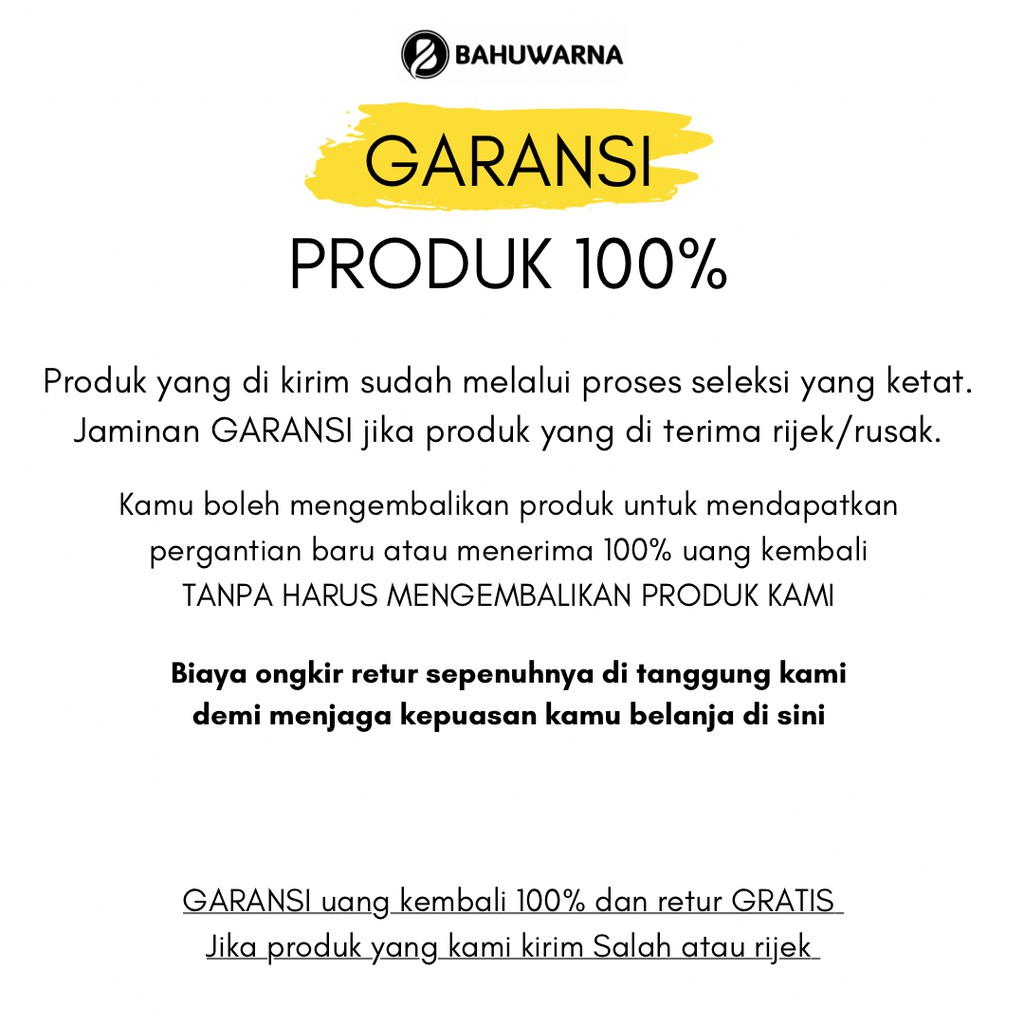 BAHUWARNA
GARANSI
PRODUK 100%
Produk yang di kirim sudah melalui proses seleksi yang ketat.
Jaminan GARANSI jika produk yang di terima rijek/rusak.
Kamu boleh mengembalikan produk untuk mendapatkan
pergantian baru atau menerima 100% uang kembali
TANPA HARUS MENGEMBALIKAN PRODUK KAMI
Biaya ongkir retur sepenuhnya di tanggung kami
demi menjaga kepuasan kamu belanja di sini
GARANSI uang kembali 100% dan retur GRATIS
Jika produk yang kami kirim Salah atau rijek